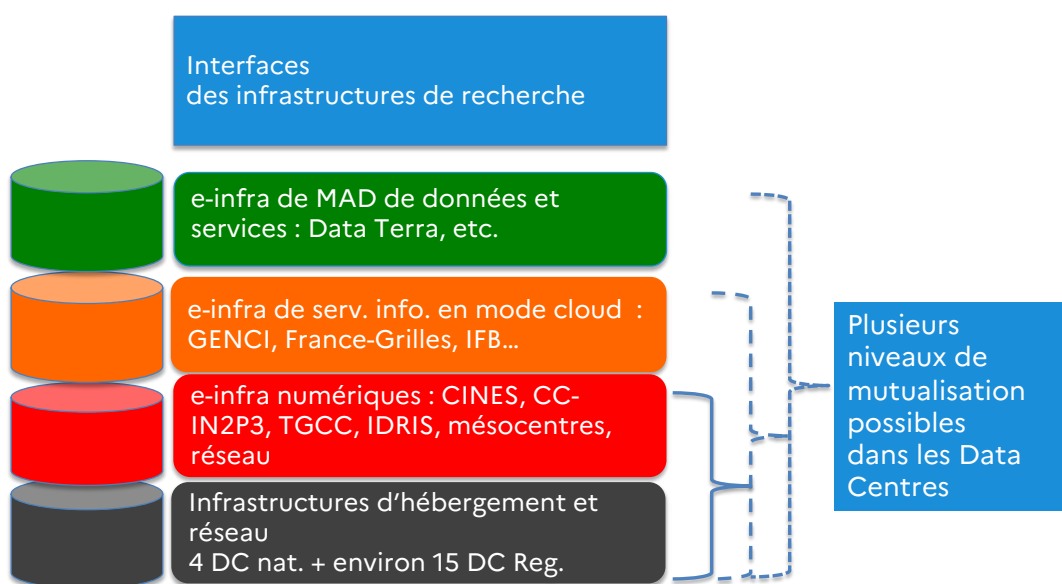 Interfaces
des infrastructures de recherche
e-infra de MAD de données et
services : Data Terra, etc.
e-infra de serv. info. en mode cloud :
GENCI, France-Grilles, IFB…
e-infra numériques : CINES, CC-
IN2P3, TGCC, IDRIS, mésocentres,
réseau
Infrastructures d’hébergement et
réseau
4 DC nat. + environ 15 DC Reg.
Plusieurs
niveaux de
mutualisation
possibles
dans les Data
Centres